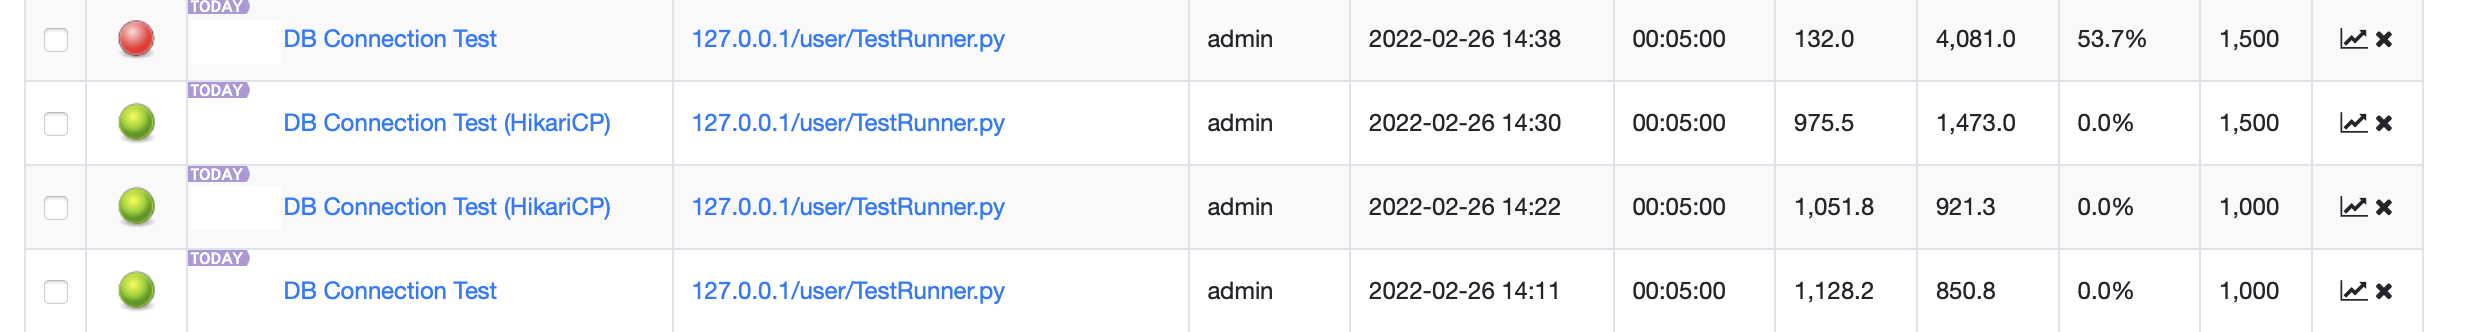 TODAY
DB Connection Test 127.0.0.1/user/TestRunner.py admin 2022-02-26 14:38 00:05:00 132.0 4,081.0 53.7% 1,500
TODAY
DB Connection Test (HikariCP) 127.0.0.1/user/TestRunner.py admin 2022-02-26 14:30 00:05:00 975.5 1,473.0 0.0% 1,500
TODAY
DB Connection Test (HikariCP) 127.0.0.1/user/TestRunner.py admin 2022-02-26 14:22 00:05:00 1,051.8 921.3 0.0% 1,000
TODAY
DB Connection Test 127.0.0.1/user/TestRunner.py admin 2022-02-26 14:11 00:05:00 1,128.2 850.8 0.0% 1,000